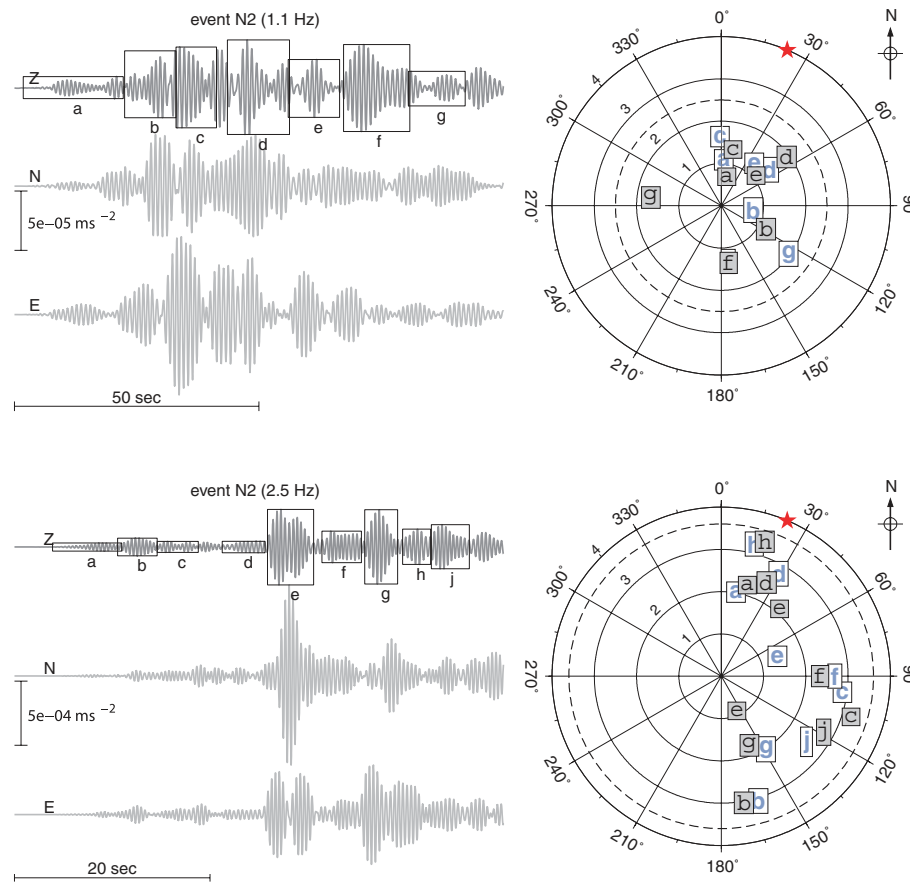 event N2 (1.1 Hz)
Z
a
b
c
d
e
f
g
N
5e−05 ms −2
E
50 sec
0˚
30˚
60˚
90
120˚
150˚
180˚
210˚
240˚
270˚
300˚
330˚
1
2
3
4
N
c
c
a
a
e
e
d
d
b
b
g
g
f
event N2 (2.5 Hz)
Z
a
b
c
d
e
f
g
h
j
N
5e−04 ms −2
E
20 sec
0˚
30˚
60˚
90
120˚
150˚
180˚
210˚
240˚
270˚
300˚
330˚
1
2
3
4
N
h
h
d
a
a
d
e
e
f
f
c
c
e
j
j
g
g
b
b